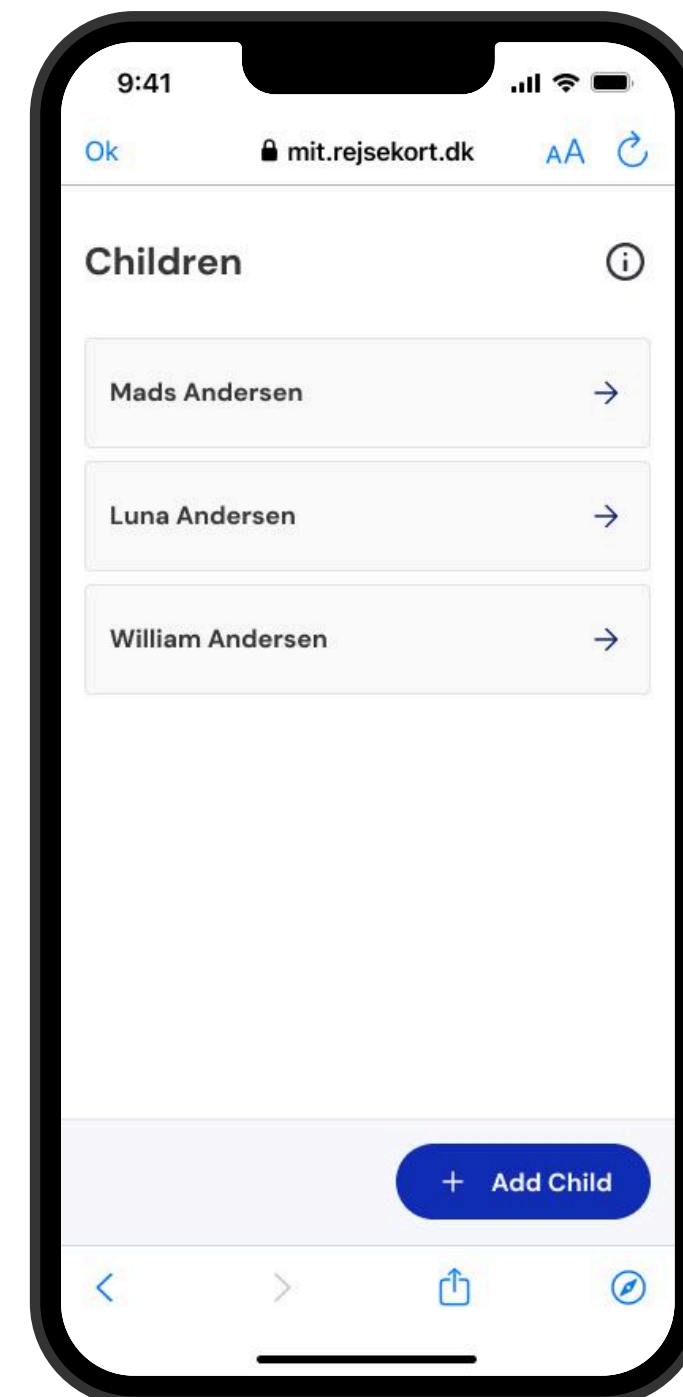 9:41
Ok mit.rejsekort.dk AA
Children
Mads Andersen
Luna Andersen
William Andersen
+ Add Child